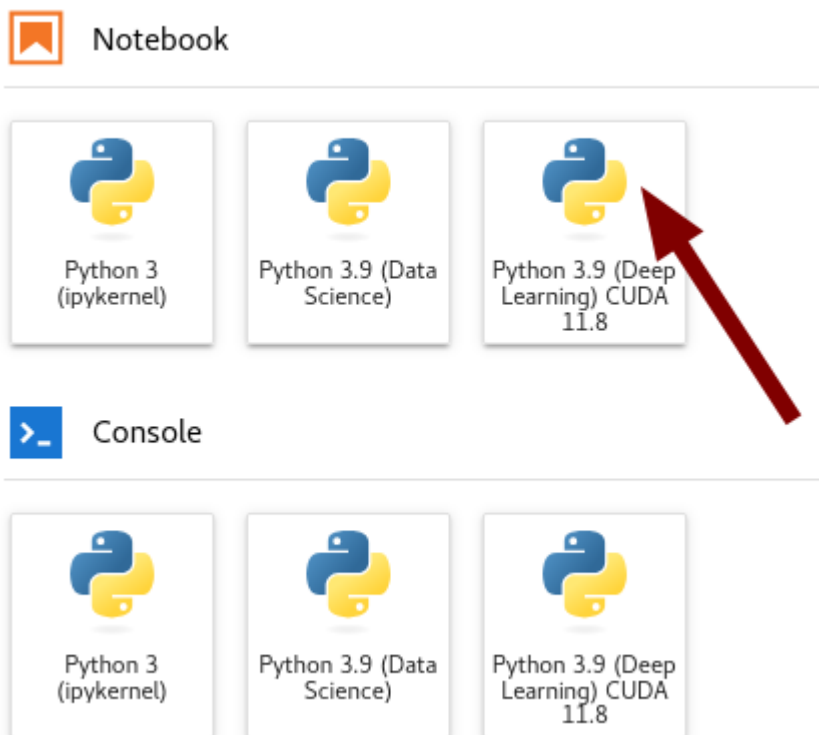 Notebook
Python 3
(ipykernel)
Python 3.9 (Data
Science)
Python 3.9 (Deep
Learning) CUDA
11.8
>_ Console
Python 3
(ipykernel)
Python 3.9 (Data
Science)
Python 3.9 (Deep
Learning) CUDA
11.8